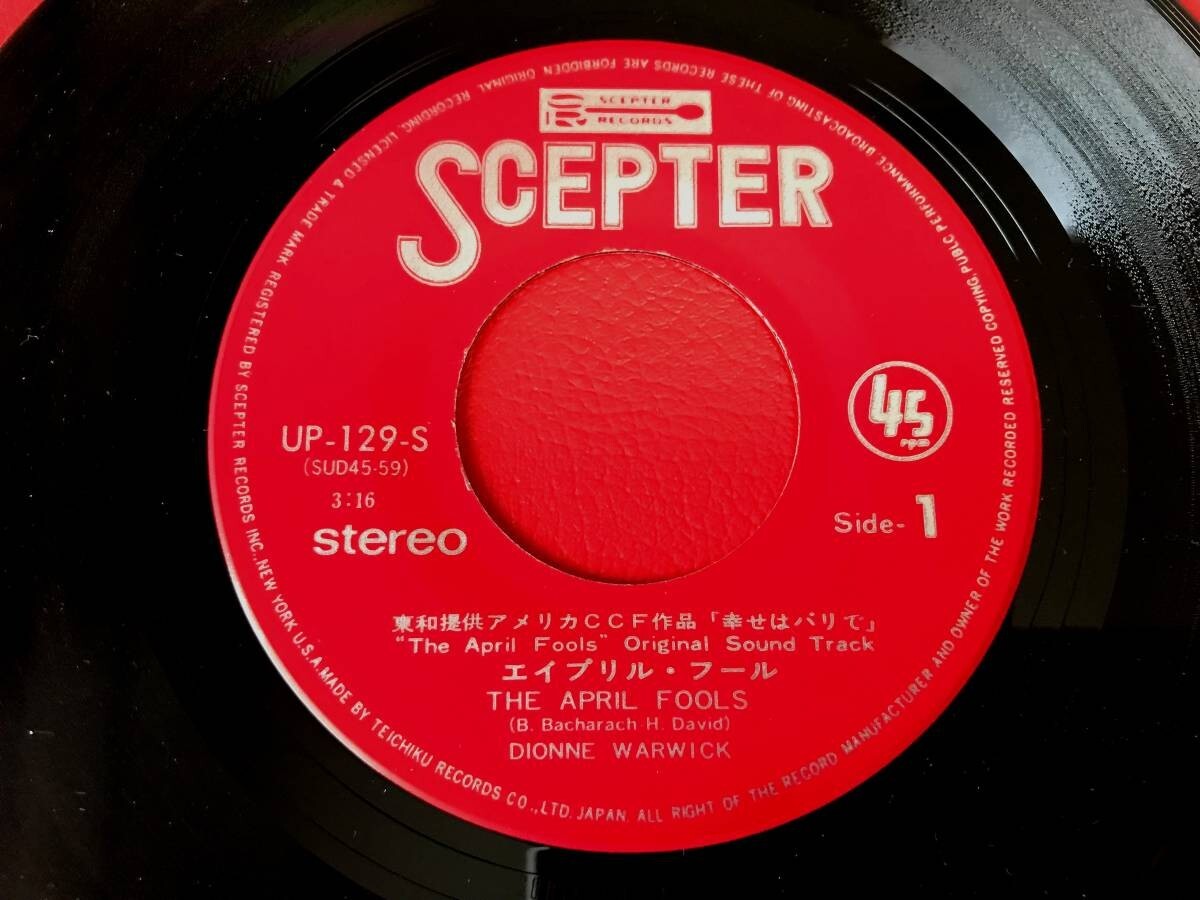 SCEPTER
RECORDS
SCEPTER
45
rpm
UP-129-S
(SUD45-59)
3:16
stereo
Side-1
東和提供アメリカCCF作品「幸せはパリで」
"The April Fools" Original Sound Track
エイプリル・フール
THE APRIL FOOLS
(B. Bacharach-H. David)
DIONNE WARWICK
ORIGINAL RECORDING, LICENSED & TRADE MARK REGISTERED BY SCEPTER RECORDS INC., NEW YORK U.S.A. MADE BY TEICHIKU RECORDS CO., LTD. JAPAN. ALL RIGHT OF THE RECORD MANUFACTURER AND OWNER OF THE WORK RECORDED RESERVED COPYING, PUBLC PERFORMANCE, BROADCASTING OF THESE RECORDS ARE FORBIDDEN